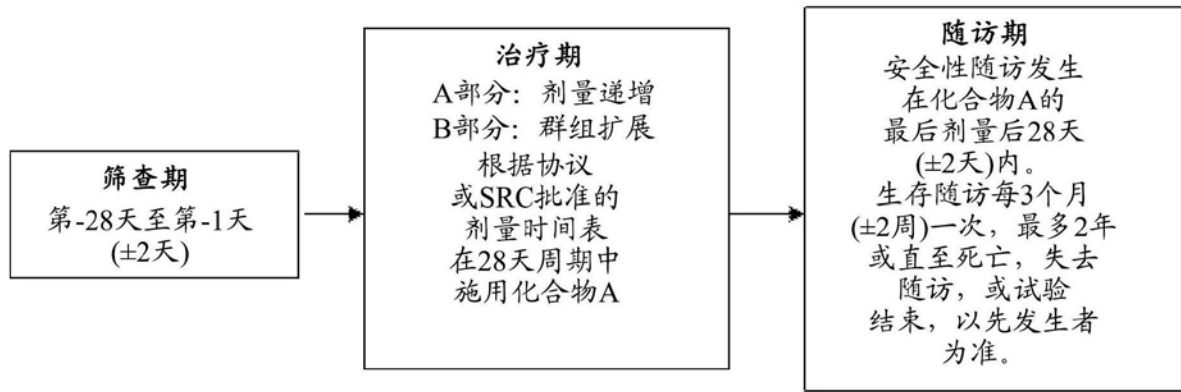 筛查期
第-28天至第-1天
(±2天)
治疗期
A部分：剂量递增
B部分：群组扩展
根据协议
或SRC批准的
剂量时间表
在28天周期中
施用化合物A
随访期
安全性随访发生
在化合物A的
最后剂量后28天
(±2天)内。
生存随访每3个月
(±2周)一次，最多2年
或直至死亡，失去
随访，或试验
结束，以先发生者
为准。